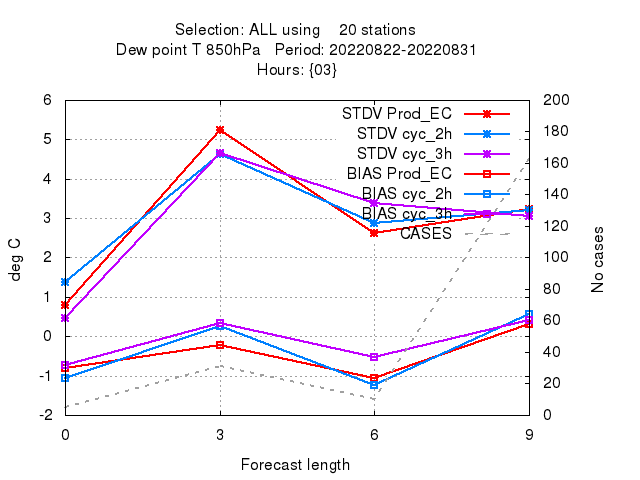 Selection: ALL using    20 stations
Dew point T 850hPa   Period: 20220822-20220831
Hours: {03}
6
5
4
3
2
1
0
-1
-2
deg C
200
180
160
140
120
100
80
60
40
20
0
No cases
STDV Prod_EC
STDV cyc_2h
STDV cyc_3h
BIAS Prod_EC
BIAS cyc_2h
BIAS cyc_3h
CASES
0 3 6 9
Forecast length